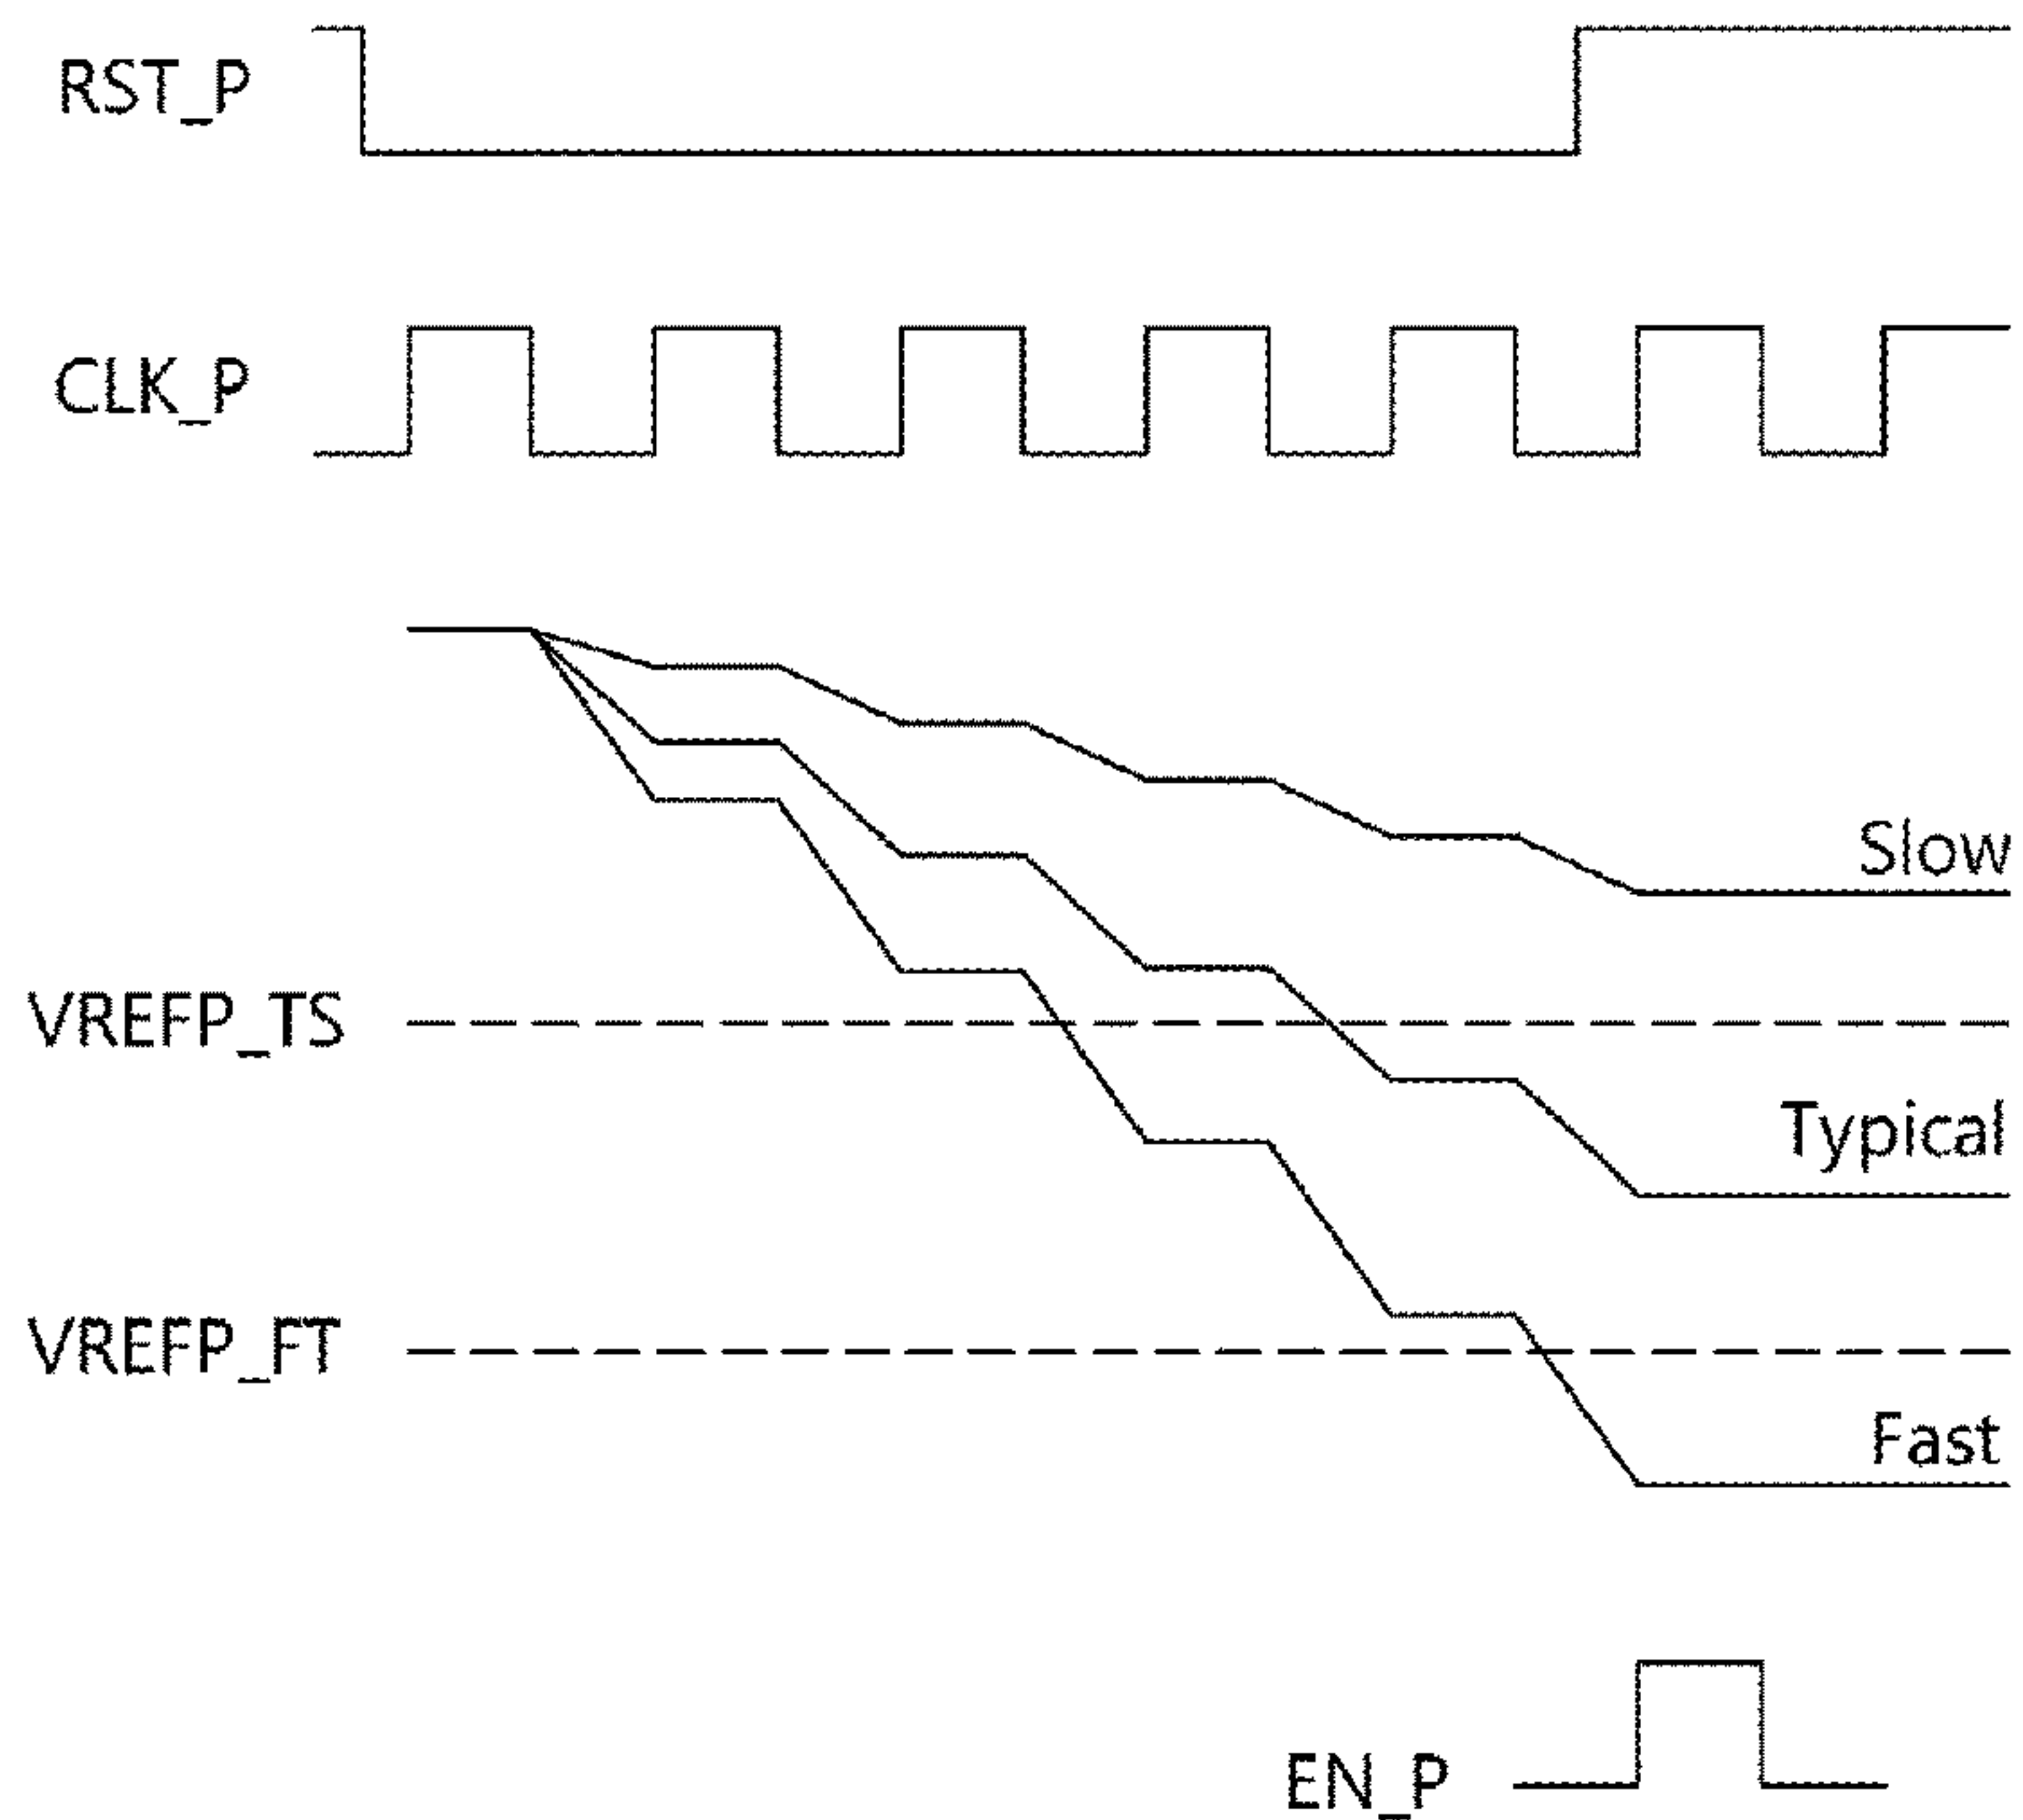 RST_P
CLK_P
Slow
VREFP_TS
Typical
VREFP_FT
Fast
EN_P